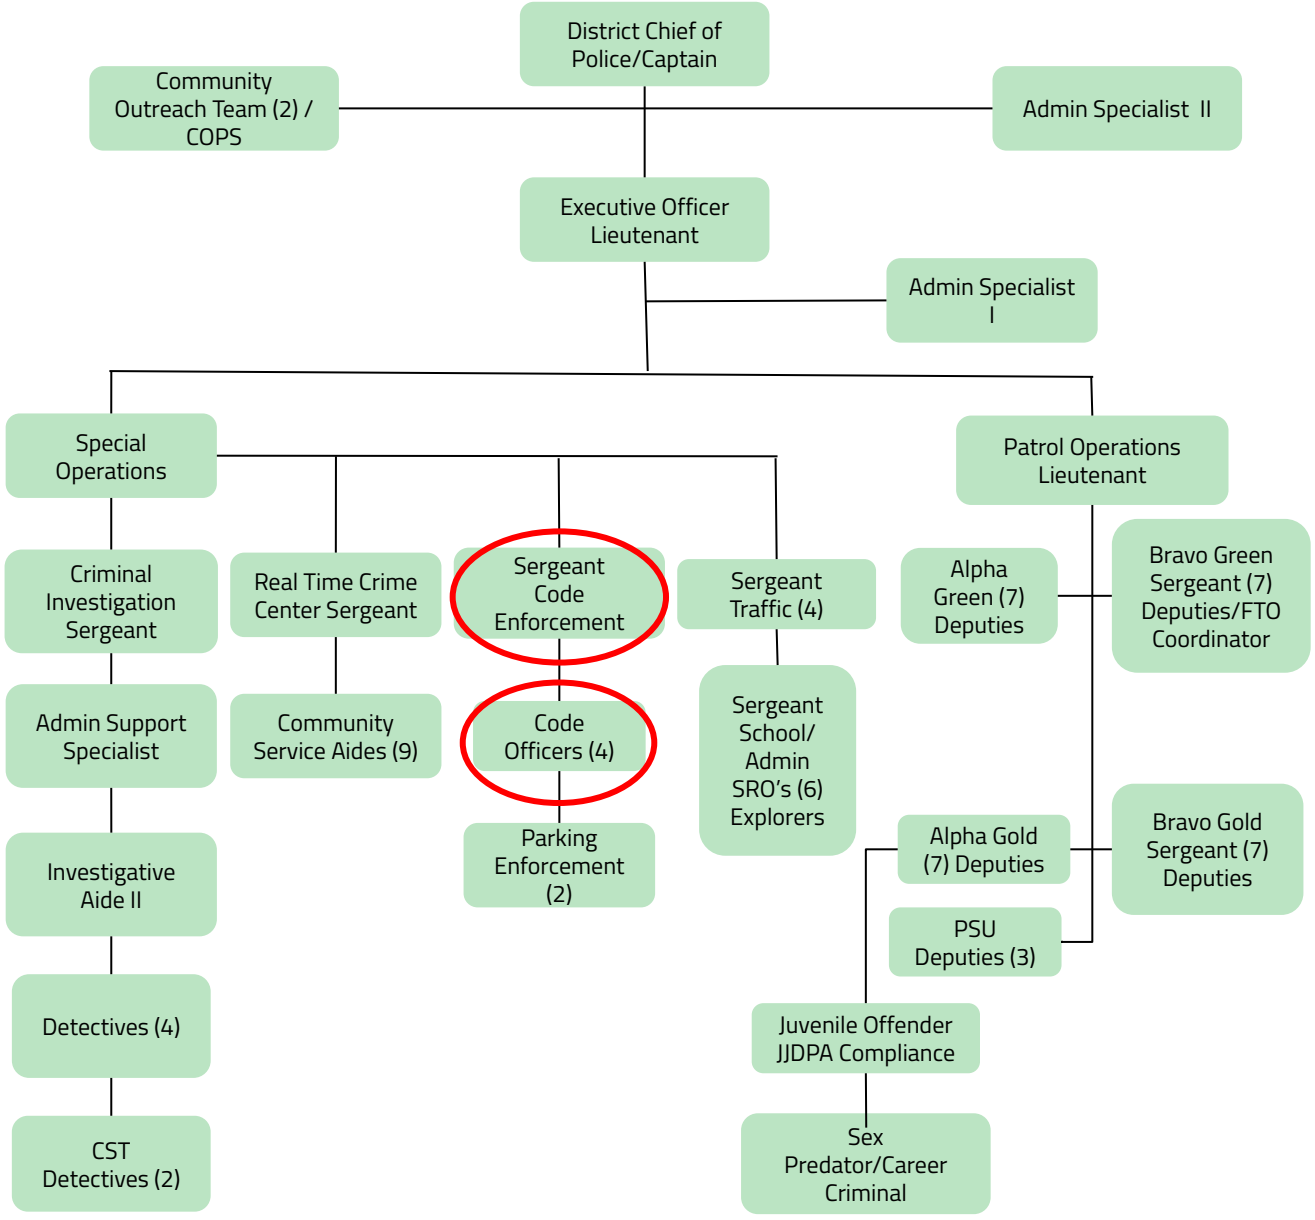 District Chief of
Police/Captain
Community
Outreach Team (2) /
COPS
Admin Specialist II
Executive Officer
Lieutenant
Admin Specialist
I
Special
Operations
Patrol Operations
Lieutenant
Criminal
Investigation
Sergeant
Real Time Crime
Center Sergeant
Sergeant
Code
Enforcement
Sergeant
Traffic (4)
Alpha
Green (7)
Deputies
Bravo Green
Sergeant (7)
Deputies/FTO
Coordinator
Admin Support
Specialist
Community
Service Aides (9)
Code
Officers (4)
Sergeant
School/
Admin
SRO's (6)
Explorers
Investigative
Aide II
Parking
Enforcement
(2)
Alpha Gold
(7) Deputies
Bravo Gold
Sergeant (7)
Deputies
PSU
Deputies (3)
Detectives (4)
Juvenile Offender
JJDPA Compliance
CST
Detectives (2)
Sex
Predator/Career
Criminal